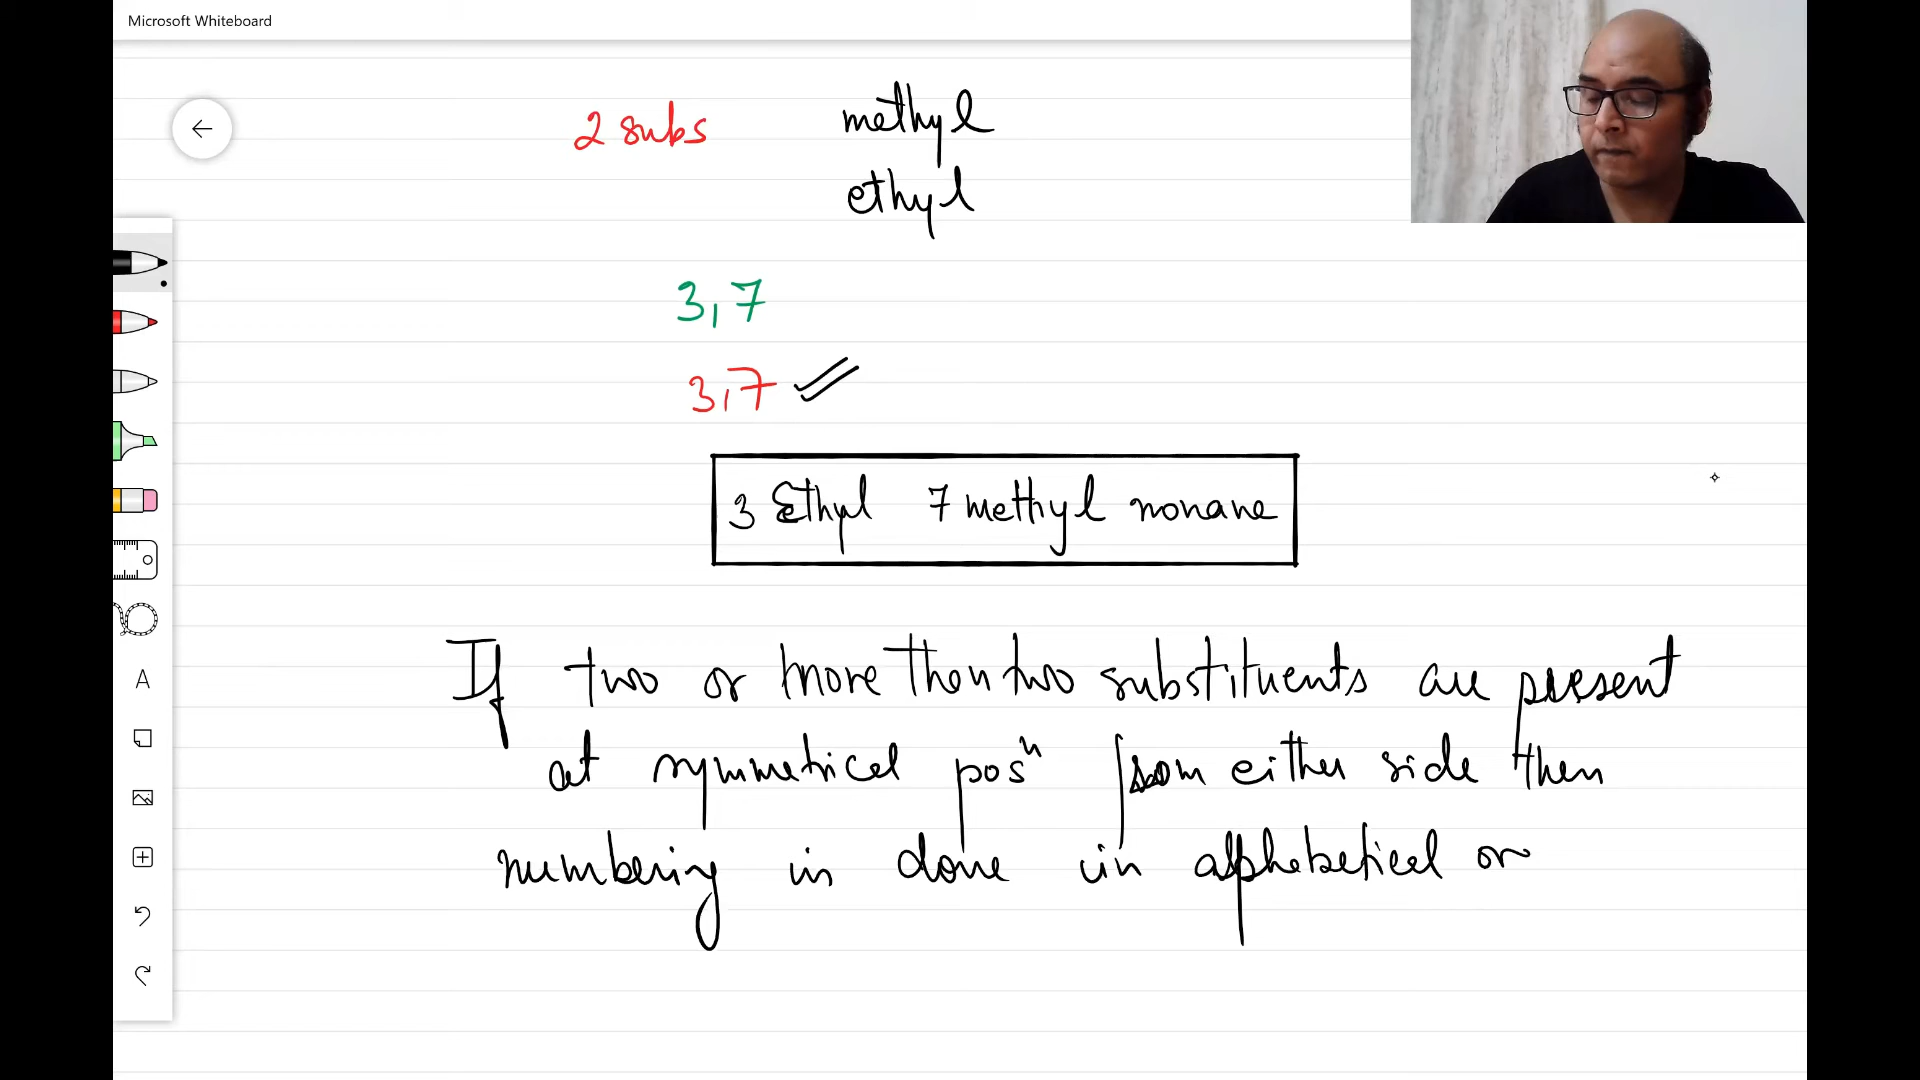 Microsoft Whiteboard
2 subs methyl
ethyl
3,7
3,7
3 Ethyl 7 methyl nonane
If two or more then two substituents are present
at symmetrical posⁿ from either side then
numbering is done in alphabetical or
A